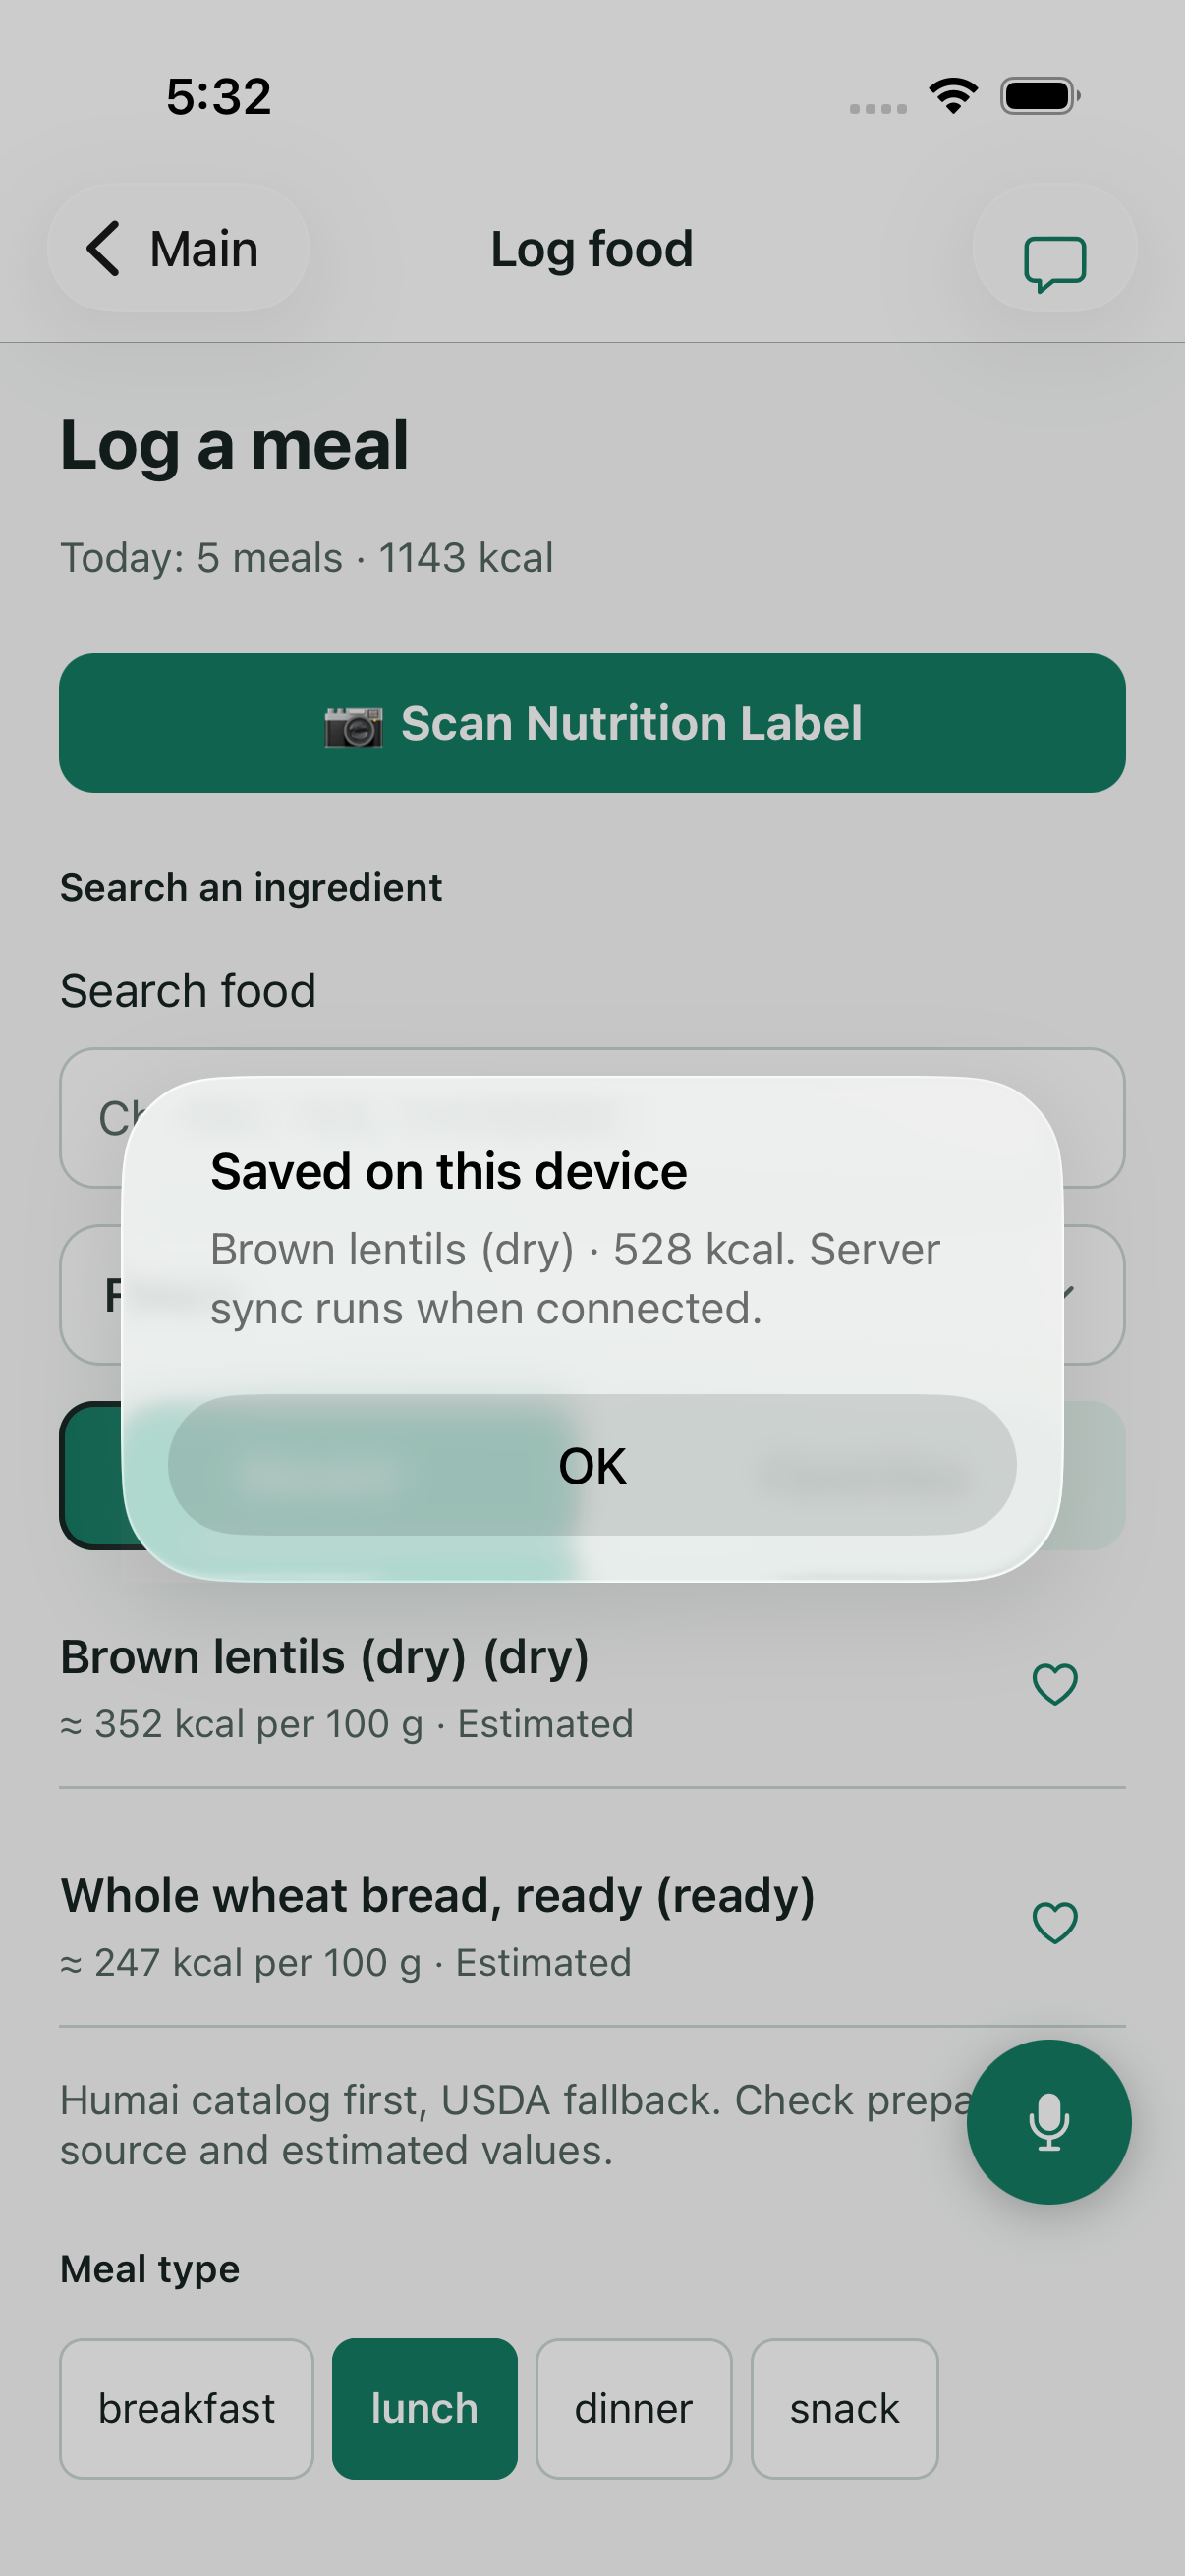 5:32
Main
Log food
Log a meal
Today: 5 meals · 1143 kcal
Scan Nutrition Label
Search an ingredient
Search food
Saved on this device
Brown lentils (dry) · 528 kcal. Server
sync runs when connected.
OK
Brown lentils (dry) (dry)
≈ 352 kcal per 100 g · Estimated
Whole wheat bread, ready (ready)
≈ 247 kcal per 100 g · Estimated
Humai catalog first, USDA fallback. Check
source and estimated values.
Meal type
breakfast
lunch
dinner
snack